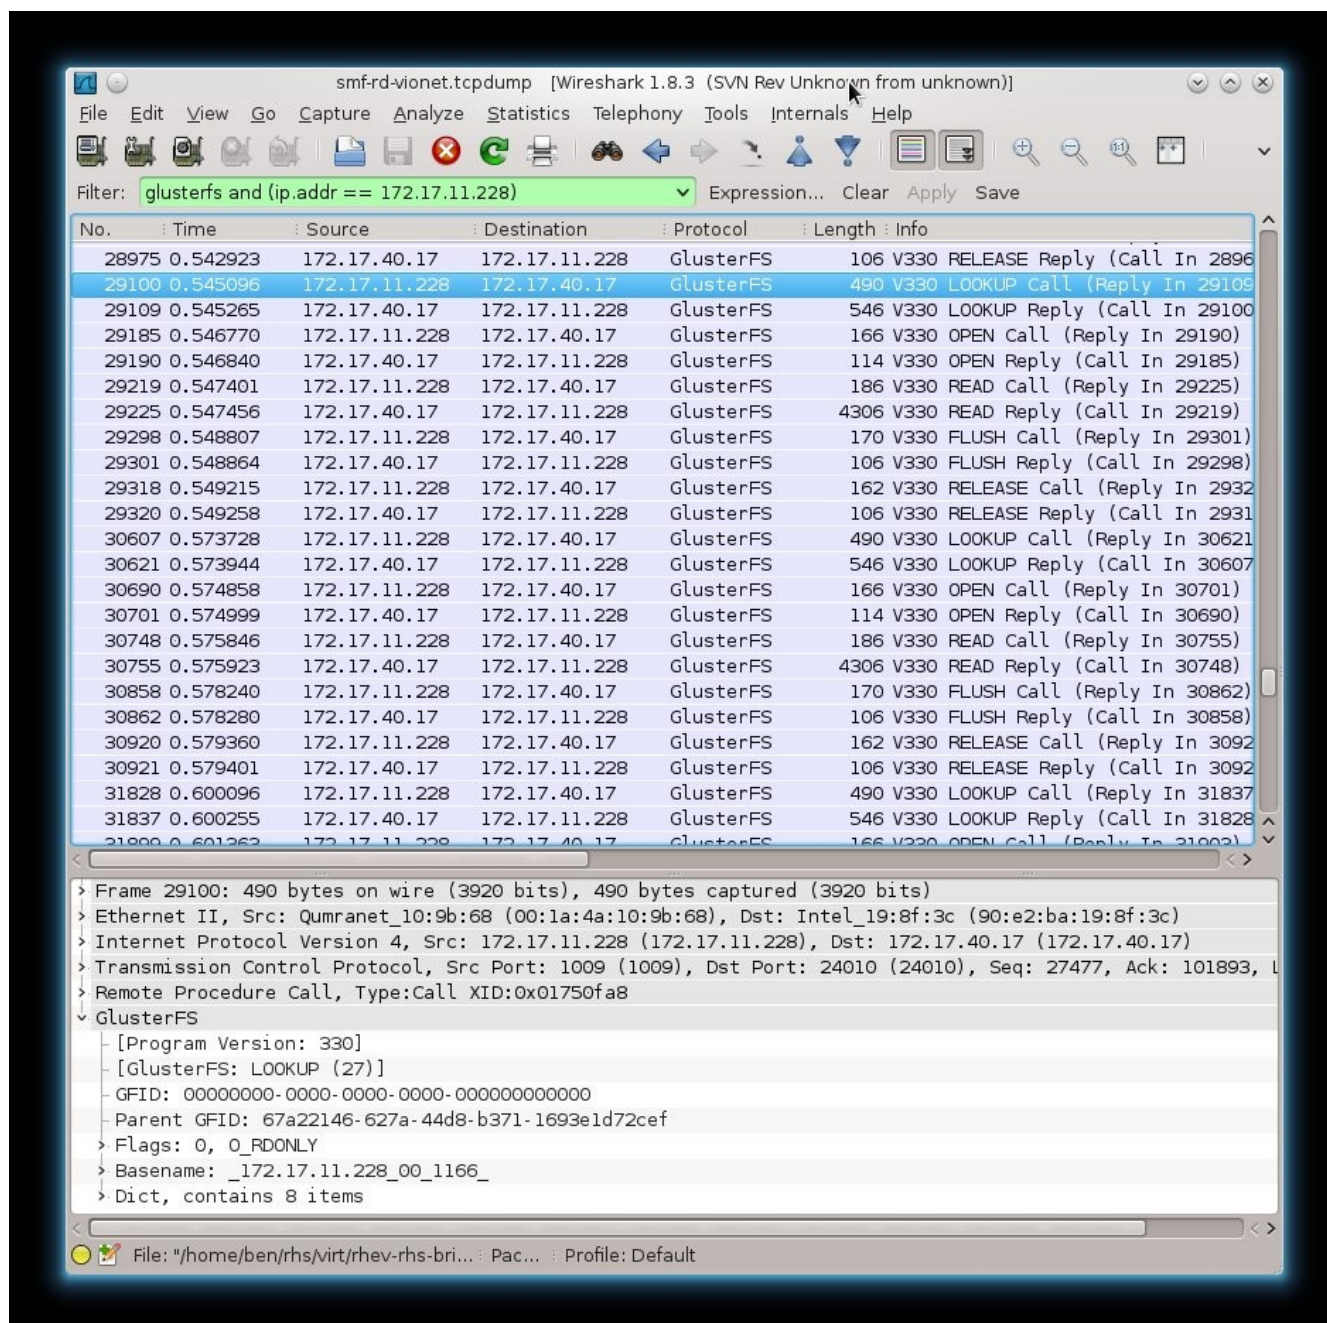 smf-rd-vionet.tcpdump [Wireshark 1.8.3 (SVN Rev Unknown from unknown)]
File Edit View Go Capture Analyze Statistics Telephony Tools Internals Help
Filter: glusterfs and (ip.addr == 172.17.11.228) Expression... Clear Apply Save
No. Time Source Destination Protocol Length Info
28975 0.542923 172.17.40.17 172.17.11.228 GlusterFS 106 V330 RELEASE Reply (Call In 2896
29100 0.545096 172.17.11.228 172.17.40.17 GlusterFS 490 V330 LOOKUP Call (Reply In 29109
29109 0.545265 172.17.40.17 172.17.11.228 GlusterFS 546 V330 LOOKUP Reply (Call In 29100
29185 0.546770 172.17.11.228 172.17.40.17 GlusterFS 166 V330 OPEN Call (Reply In 29190)
29190 0.546840 172.17.40.17 172.17.11.228 GlusterFS 114 V330 OPEN Reply (Call In 29185)
29219 0.547401 172.17.11.228 172.17.40.17 GlusterFS 186 V330 READ Call (Reply In 29225)
29225 0.547456 172.17.40.17 172.17.11.228 GlusterFS 4306 V330 READ Reply (Call In 29219)
29298 0.548807 172.17.11.228 172.17.40.17 GlusterFS 170 V330 FLUSH Call (Reply In 29301)
29301 0.548864 172.17.40.17 172.17.11.228 GlusterFS 106 V330 FLUSH Reply (Call In 29298)
29318 0.549215 172.17.11.228 172.17.40.17 GlusterFS 162 V330 RELEASE Call (Reply In 2932
29320 0.549258 172.17.40.17 172.17.11.228 GlusterFS 106 V330 RELEASE Reply (Call In 2931
30607 0.573728 172.17.11.228 172.17.40.17 GlusterFS 490 V330 LOOKUP Call (Reply In 30621
30621 0.573944 172.17.40.17 172.17.11.228 GlusterFS 546 V330 LOOKUP Reply (Call In 30607
30690 0.574858 172.17.11.228 172.17.40.17 GlusterFS 166 V330 OPEN Call (Reply In 30701)
30701 0.574999 172.17.40.17 172.17.11.228 GlusterFS 114 V330 OPEN Reply (Call In 30690)
30748 0.575846 172.17.11.228 172.17.40.17 GlusterFS 186 V330 READ Call (Reply In 30755)
30755 0.575923 172.17.40.17 172.17.11.228 GlusterFS 4306 V330 READ Reply (Call In 30748)
30858 0.578240 172.17.11.228 172.17.40.17 GlusterFS 170 V330 FLUSH Call (Reply In 30862)
30862 0.578280 172.17.40.17 172.17.11.228 GlusterFS 106 V330 FLUSH Reply (Call In 30858)
30920 0.579360 172.17.11.228 172.17.40.17 GlusterFS 162 V330 RELEASE Call (Reply In 3092
30921 0.579401 172.17.40.17 172.17.11.228 GlusterFS 106 V330 RELEASE Reply (Call In 3092
31828 0.600096 172.17.11.228 172.17.40.17 GlusterFS 490 V330 LOOKUP Call (Reply In 31837
31837 0.600255 172.17.40.17 172.17.11.228 GlusterFS 546 V330 LOOKUP Reply (Call In 31828
172.17.11.228 172.17.40.17 GlusterFS 166 V330 OPEN Call (Reply In
Frame 29100: 490 bytes on wire (3920 bits), 490 bytes captured (3920 bits)
Ethernet II, Src: Qumranet_10:9b:68 (00:1a:4a:10:9b:68), Dst: Intel_19:8f:3c (90:e2:ba:19:8f:3c)
Internet Protocol Version 4, Src: 172.17.11.228 (172.17.11.228), Dst: 172.17.40.17 (172.17.40.17)
Transmission Control Protocol, Src Port: 1009 (1009), Dst Port: 24010 (24010), Seq: 27477, Ack: 101893, L
Remote Procedure Call, Type:Call XID:0x01750fa8
GlusterFS
[Program Version: 330]
[GlusterFS: LOOKUP (27)]
GFID: 00000000-0000-0000-0000-000000000000
Parent GFID: 67a22146-627a-44d8-b371-1693e1d72cef
Flags: 0, O_RDONLY
Basename: _172.17.11.228_00_1166_
Dict, contains 8 items
File: "/home/ben/rhs/virt/rhev-rhs-bri... Pac... Profile: Default